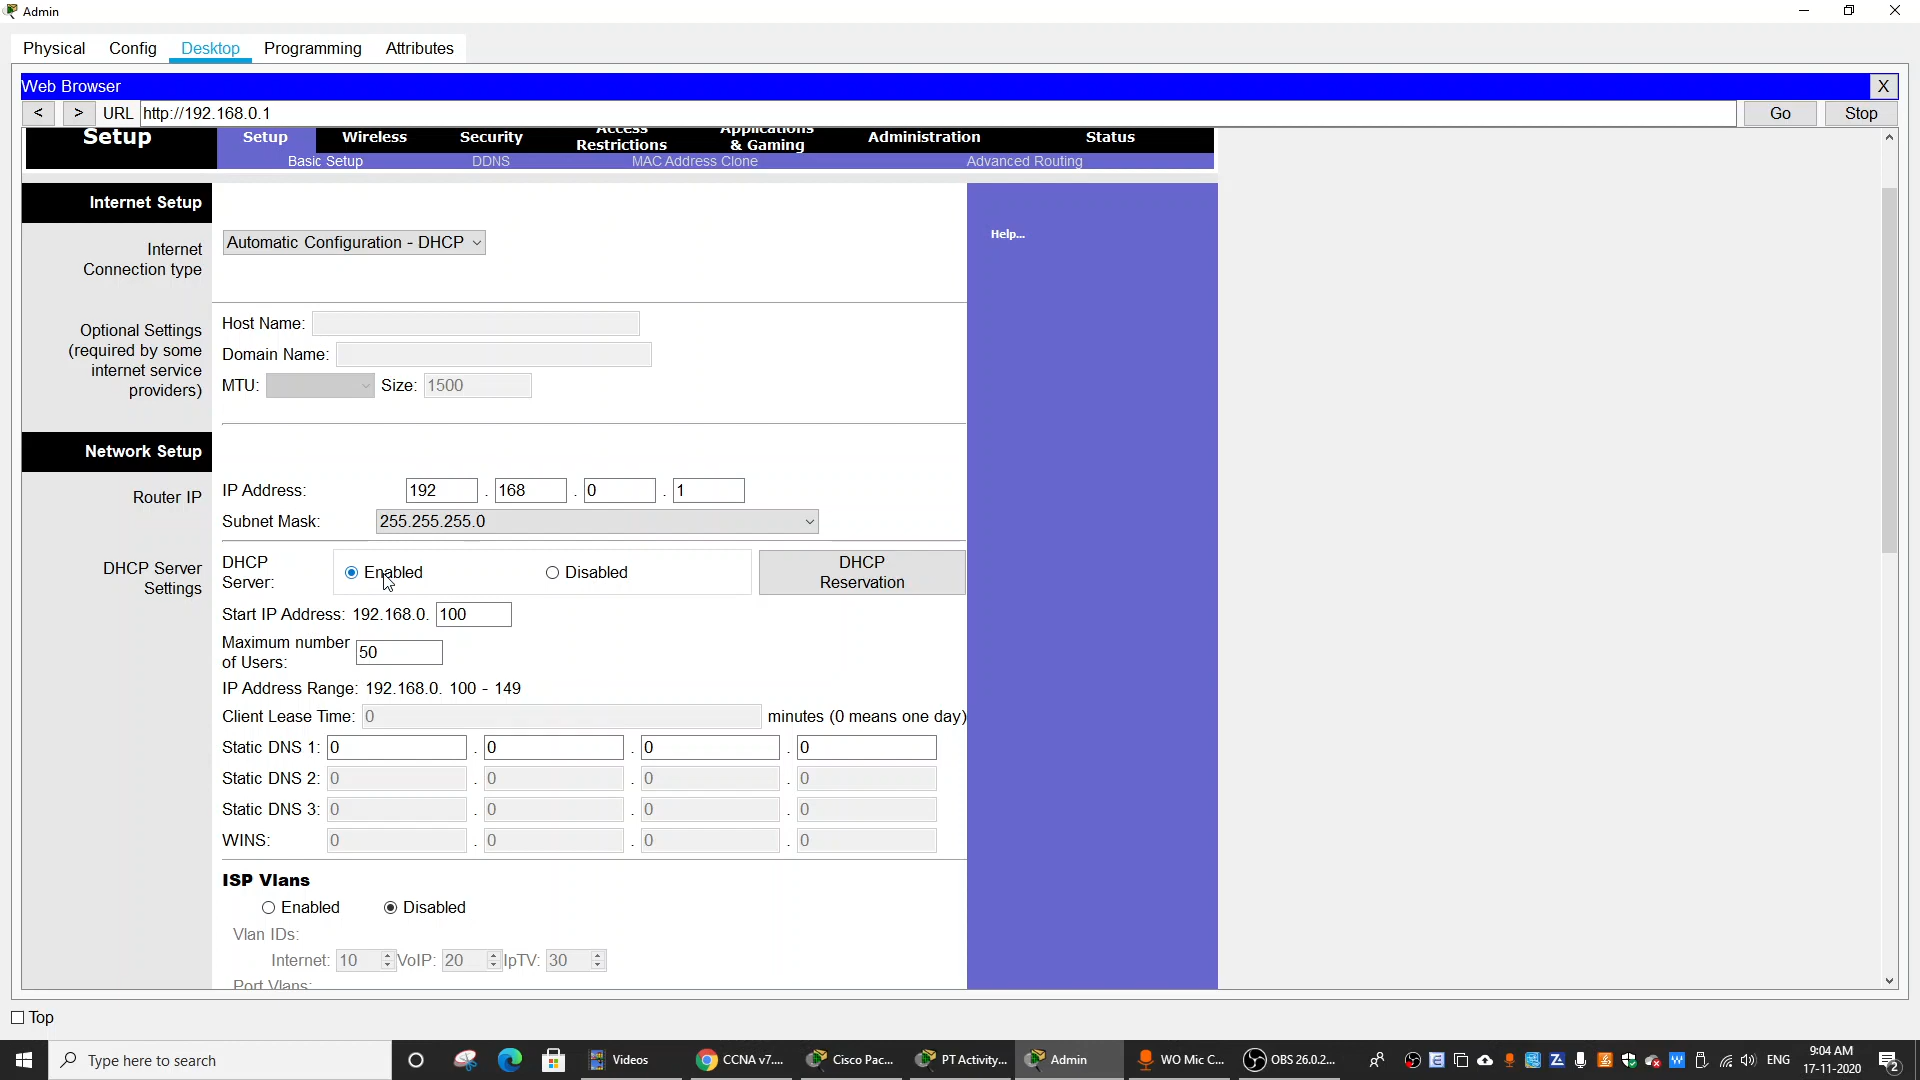 Admin
Physical Config Desktop Programming Attributes
Web Browser X
< > URL http://192.168.0.1 Go Stop
Setup Setup Wireless Security Access Restrictions Applications & Gaming Administration Status
Basic Setup DDNS MAC Address Clone Advanced Routing
Internet Setup
Internet
Connection type
Automatic Configuration - DHCP
Optional Settings
(required by some
internet service
providers)
Host Name:
Domain Name:
MTU: Size: 1500
Network Setup
Router IP
IP Address: 192 . 168 . 0 . 1
Subnet Mask: 255.255.255.0
DHCP Server
Settings
DHCP
Server:
Enabled Disabled
DHCP
Reservation
Start IP Address: 192.168.0. 100
Maximum number
of Users:
50
IP Address Range: 192.168.0. 100 - 149
Client Lease Time: 0 minutes (0 means one day)
Static DNS 1: 0 . 0 . 0 . 0
Static DNS 2: 0 . 0 . 0 . 0
Static DNS 3: 0 . 0 . 0 . 0
WINS: 0 . 0 . 0 . 0
ISP Vlans
Enabled Disabled
Vlan IDs:
Internet: 10 VoIP: 20 IpTV: 30
Port Vlans:
Help...
Top
Type here to search
Videos
CCNA v7....
Cisco Pac...
PT Activity...
Admin
WO Mic C...
OBS 26.0.2...
ENG
9:04 AM
17-11-2020
2